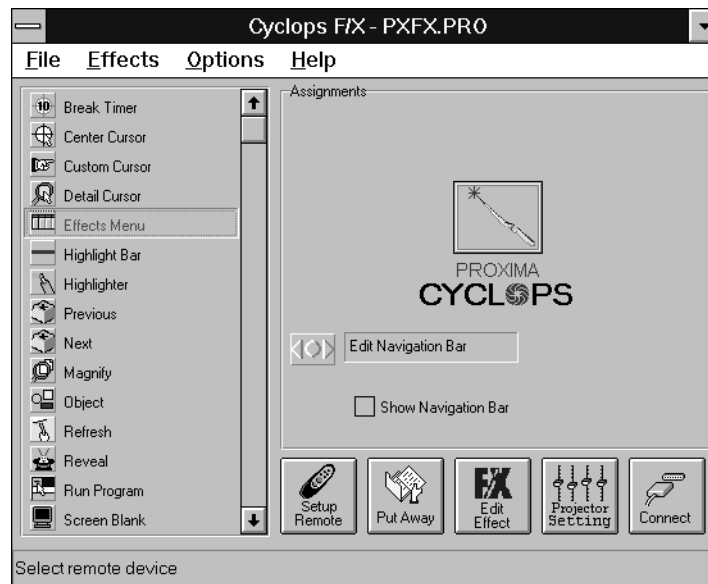 Cyclops F/X - PXFX.PRO
File Effects Options Help
Break Timer
Center Cursor
Custom Cursor
Detail Cursor
Effects Menu
Highlight Bar
Highlighter
Previous
Next
Magnify
Object
Refresh
Reveal
Run Program
Screen Blank
Assignments
PROXIMA
CYCLOPS
Edit Navigation Bar
Show Navigation Bar
Setup
Remote
Put Away
F/X
Edit
Effect
Projector
Setting
Connect
Select remote device